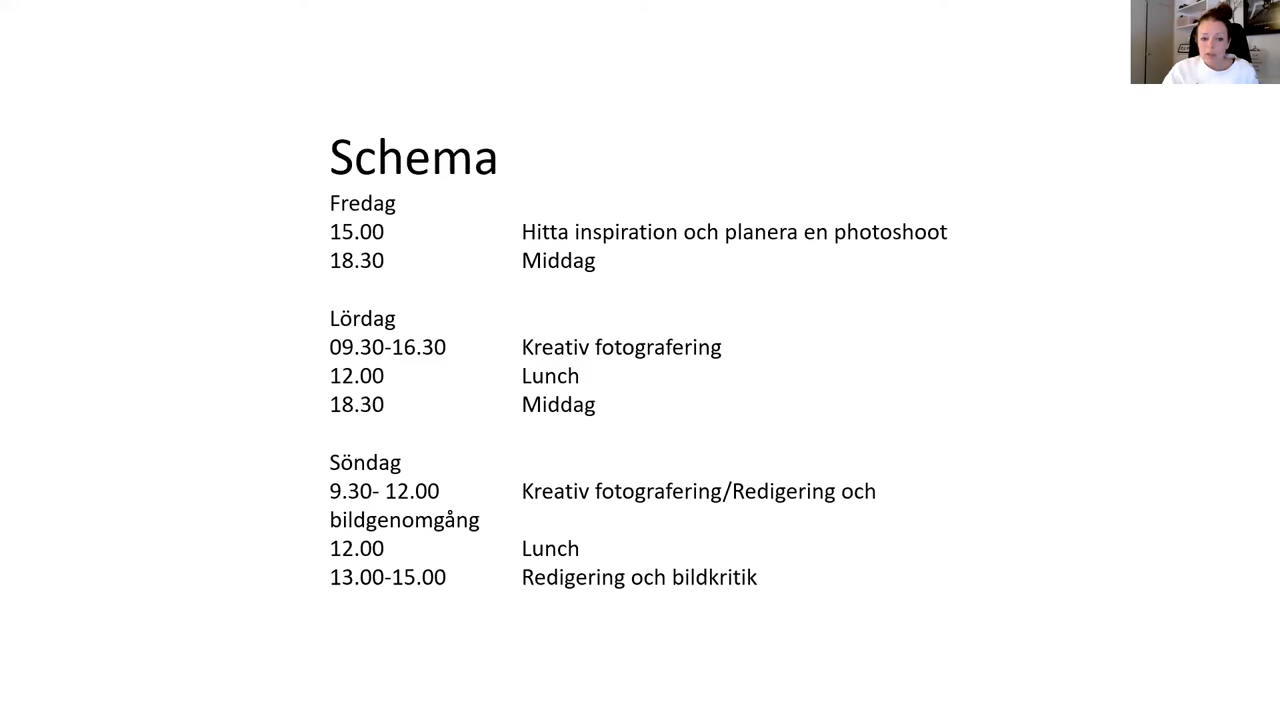 Schema
Fredag
15.00 Hitta inspiration och planera en photoshoot
18.30 Middag
Lördag
09.30-16.30 Kreativ fotografering
12.00 Lunch
18.30 Middag
Söndag
9.30- 12.00 Kreativ fotografering/Redigering och
bildgenomgång
12.00 Lunch
13.00-15.00 Redigering och bildkritik